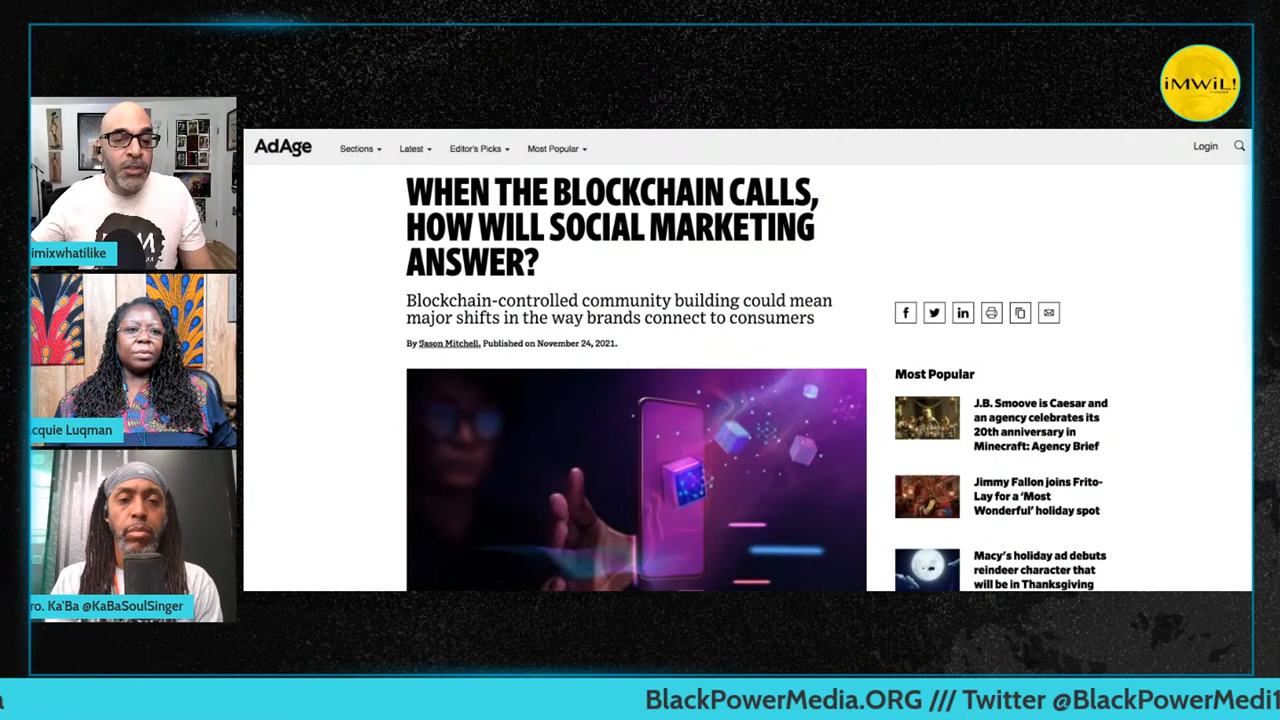 iMWiL!
imixwhatilike
cquie Luqman
ro. Ka'Ba @KaBaSoulSinger
AdAge
Sections
Latest
Editor's Picks
Most Popular
Login
WHEN THE BLOCKCHAIN CALLS,
HOW WILL SOCIAL MARKETING
ANSWER?
Blockchain-controlled community building could mean
major shifts in the way brands connect to consumers
By Jason Mitchell. Published on November 24, 2021.
Most Popular
J.B. Smoove is Caesar and
an agency celebrates its
20th anniversary in
Minecraft: Agency Brief
Jimmy Fallon joins Frito-
Lay for a ‘Most
Wonderful’ holiday spot
Macy's holiday ad debuts
reindeer character that
will be in Thanksgiving
BlackPowerMedia.ORG /// Twitter @BlackPowerMedi1